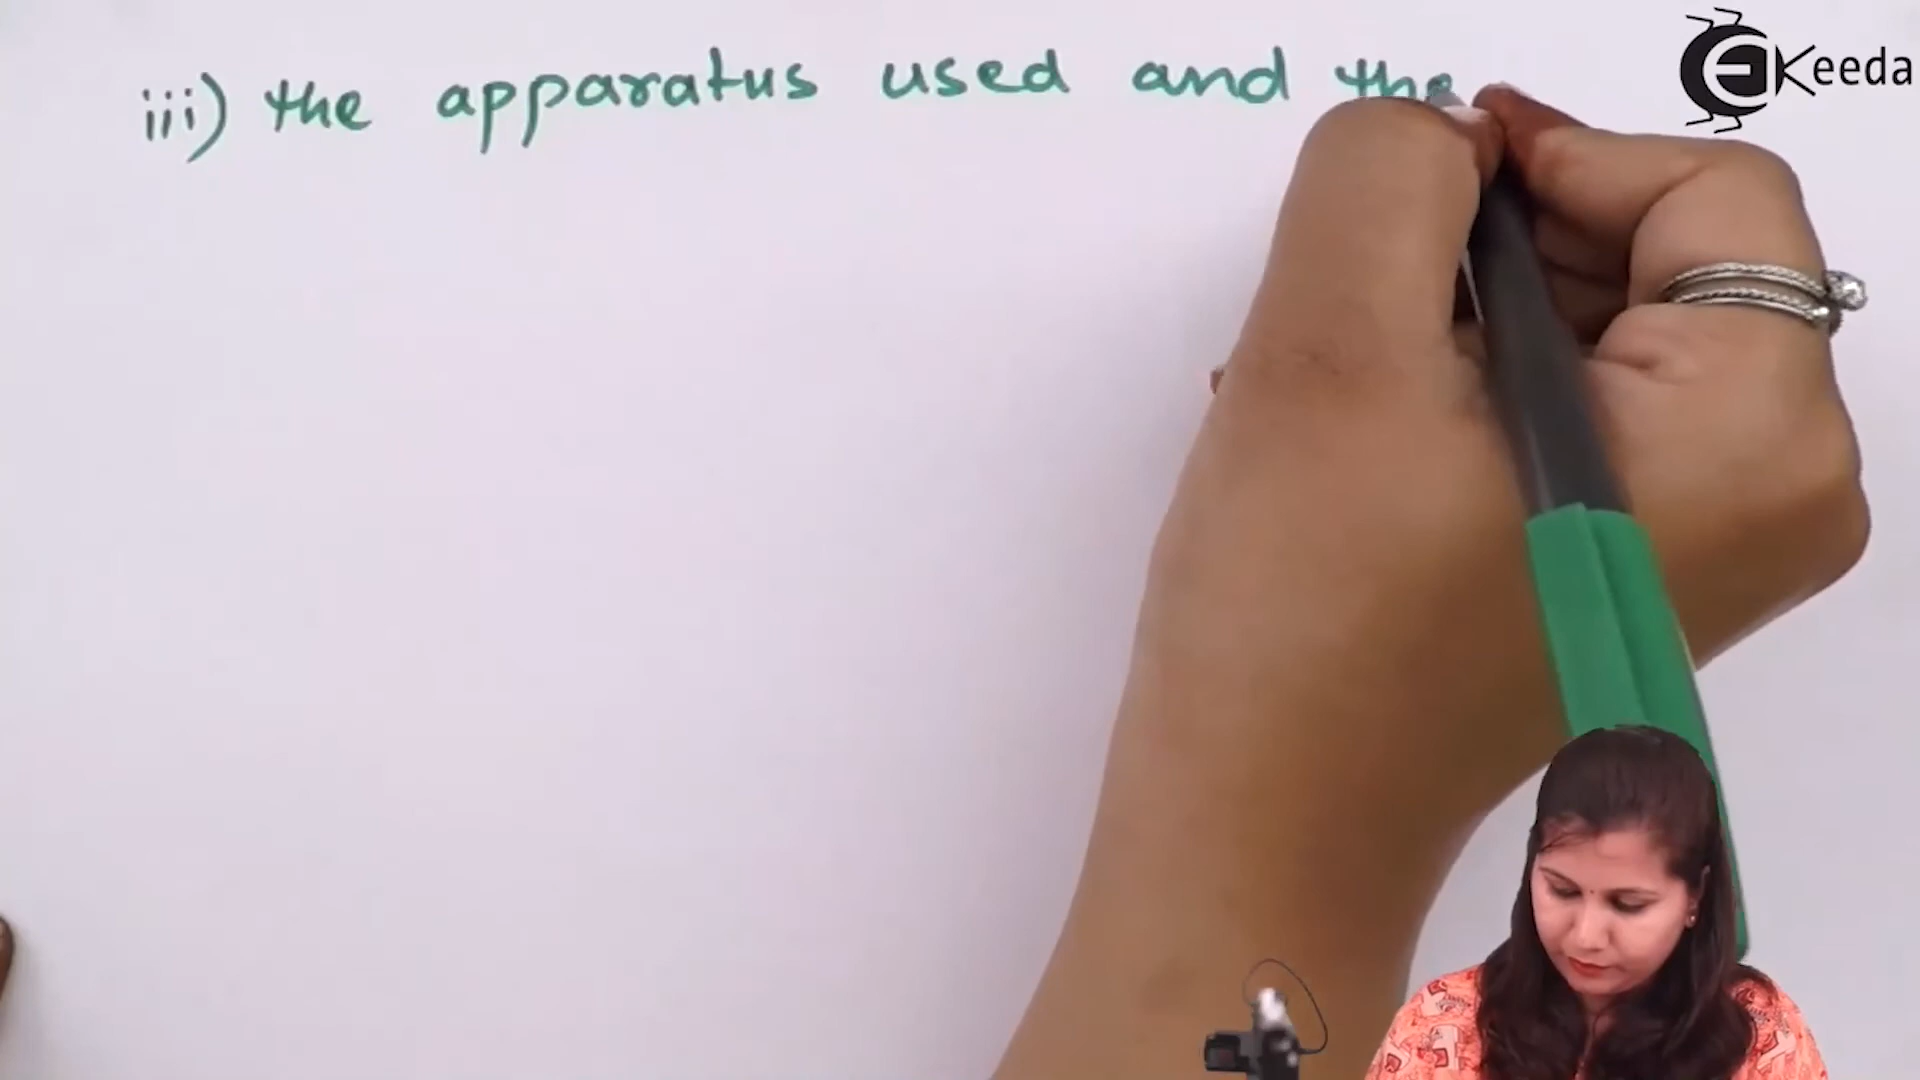 iii) the apparatus used and the
Keeda